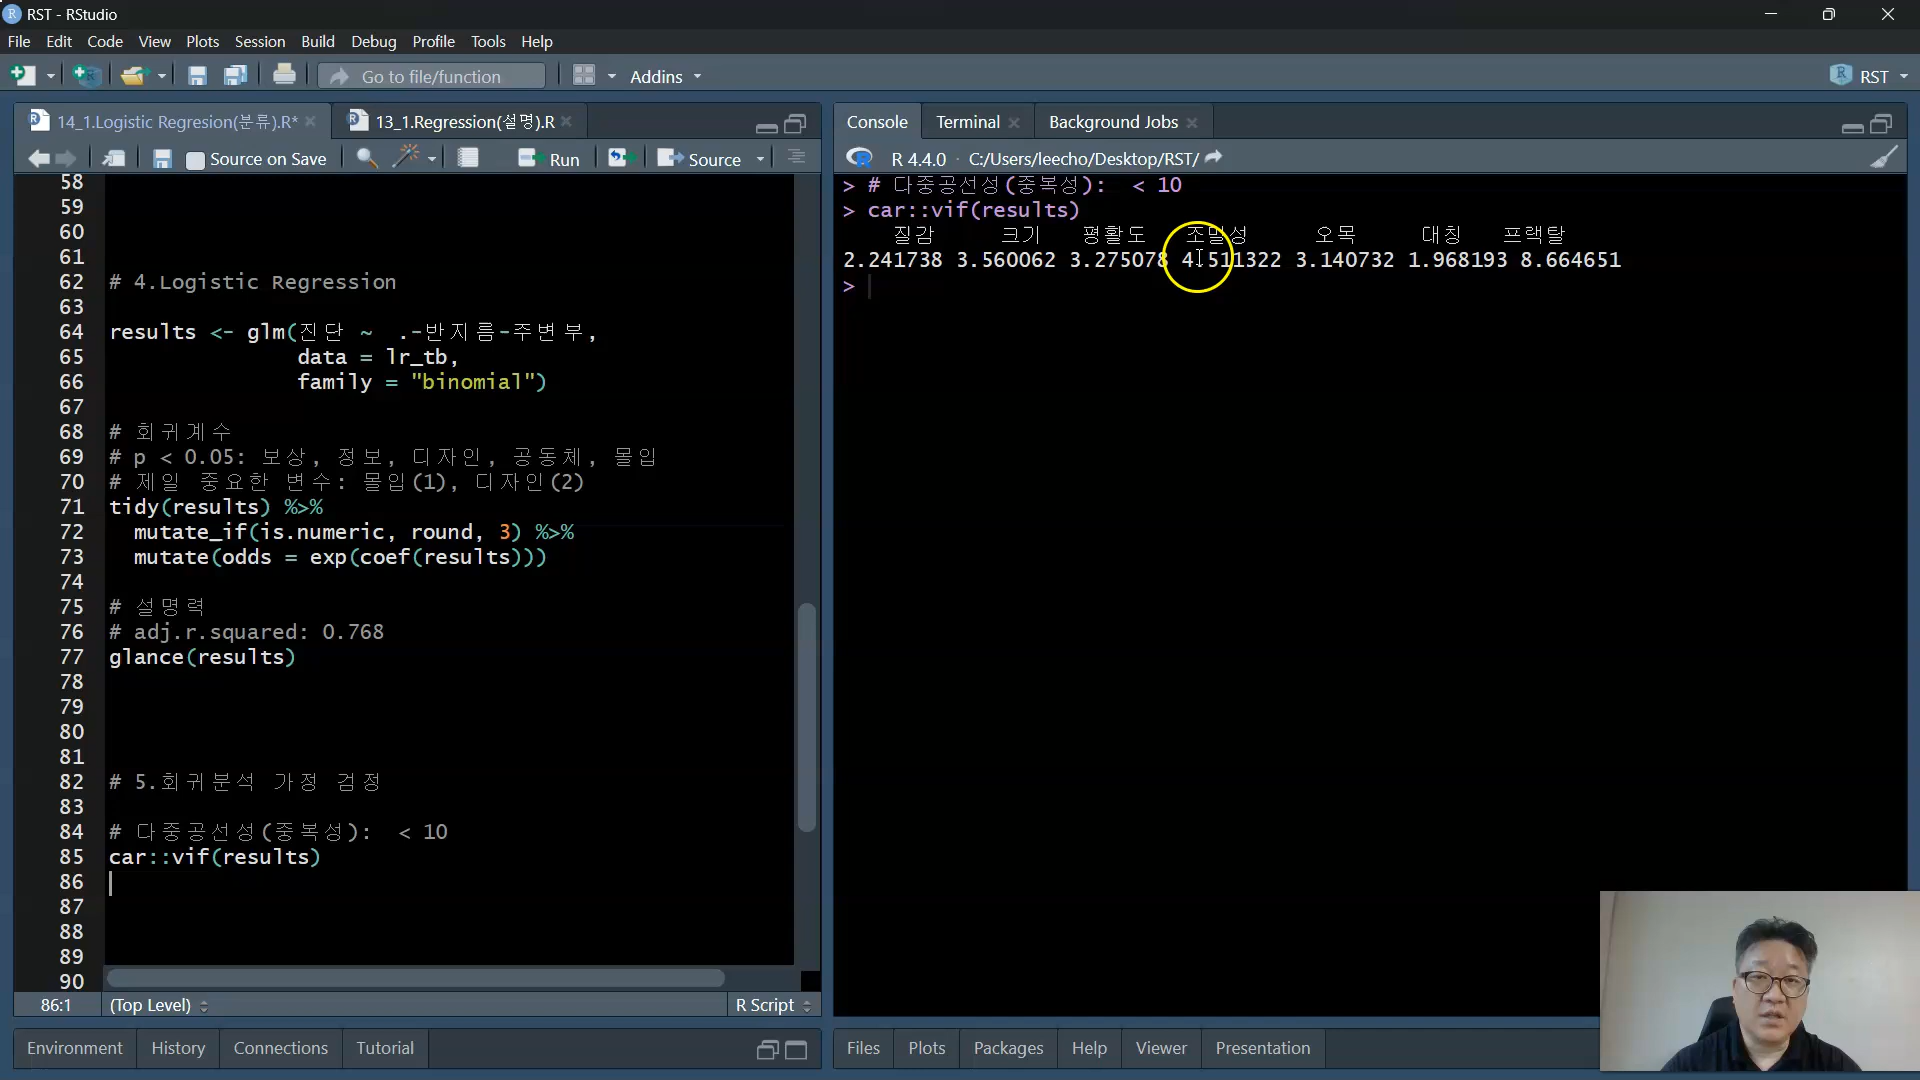 RST - RStudio
File Edit Code View Plots Session Build Debug Profile Tools Help
Go to file/function Addins RST
14_1.Logistic Regresion(분류).R* 13_1.Regression(설명).R
Source on Save Run Source
58
59
60
61
62 # 4.Logistic Regression
63
64 results <- glm(진단 ~ .-반지름-주변부,
65 data = lr_tb,
66 family = "binomial")
67
68 # 회귀계수
69 # p < 0.05: 보상, 정보, 디자인, 공동체, 몰입
70 # 제일 중요한 변수: 몰입(1), 디자인(2)
71 tidy(results) %>%
72 mutate_if(is.numeric, round, 3) %>%
73 mutate(odds = exp(coef(results)))
74
75 # 설명력
76 # adj.r.squared: 0.768
77 glance(results)
78
79
80
81
82 # 5.회귀분석 가정 검정
83
84 # 다중공선성(중복성): < 10
85 car::vif(results)
86
87
88
89
90
86:1 (Top Level) R Script
Environment History Connections Tutorial
Console Terminal Background Jobs
R 4.4.0 · C:/Users/leecho/Desktop/RST/
> # 다중공선성(중복성): < 10
> car::vif(results)
질감 크기 평활도 조밀성 오목 대칭 프랙탈
2.241738 3.560062 3.275078 4.511322 3.140732 1.968193 8.664651
>
Files Plots Packages Help Viewer Presentation